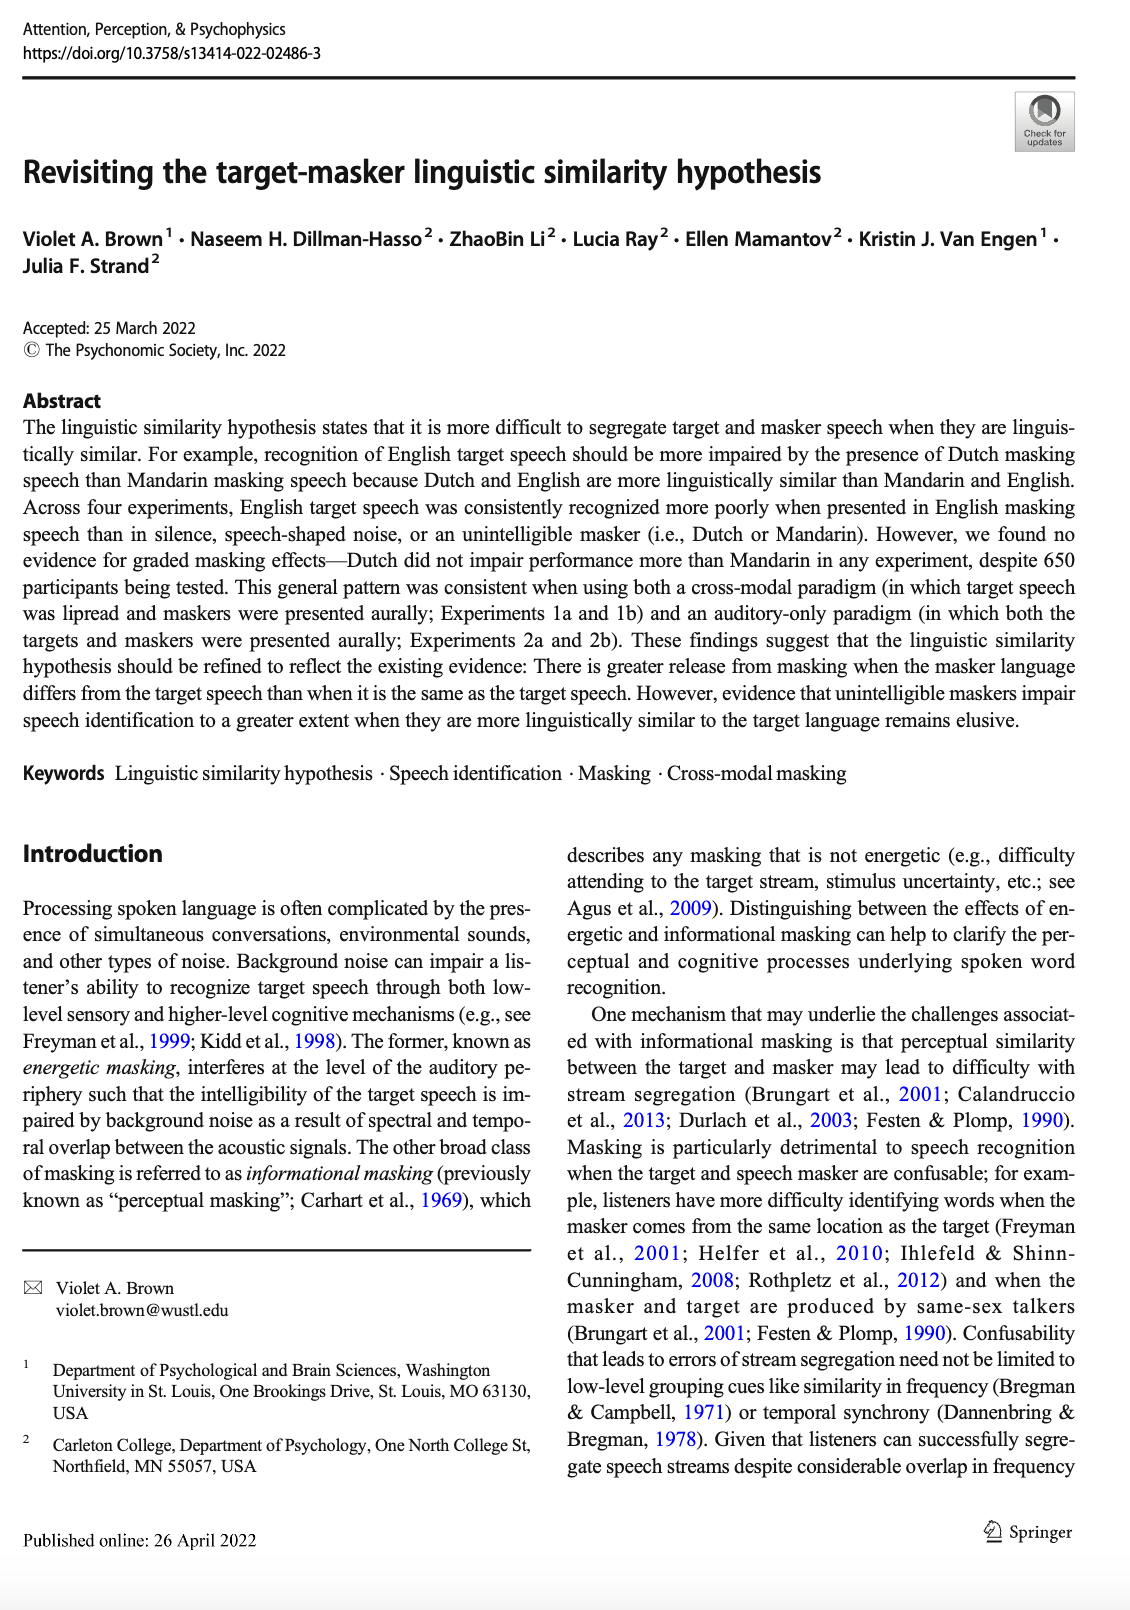 Attention, Perception, & Psychophysics
https://doi.org/10.3758/s13414-022-02486-3
Check for
updates
Revisiting the target-masker linguistic similarity hypothesis
Violet A. Brown1 · Naseem H. Dillman-Hasso2 · ZhaoBin Li2 · Lucia Ray2 · Ellen Mamantov2 · Kristin J. Van Engen1 ·
Julia F. Strand2
Accepted: 25 March 2022
© The Psychonomic Society, Inc. 2022
Abstract
The linguistic similarity hypothesis states that it is more difficult to segregate target and masker speech when they are linguis-
tically similar. For example, recognition of English target speech should be more impaired by the presence of Dutch masking
speech than Mandarin masking speech because Dutch and English are more linguistically similar than Mandarin and English.
Across four experiments, English target speech was consistently recognized more poorly when presented in English masking
speech than in silence, speech-shaped noise, or an unintelligible masker (i.e., Dutch or Mandarin). However, we found no
evidence for graded masking effects—Dutch did not impair performance more than Mandarin in any experiment, despite 650
participants being tested. This general pattern was consistent when using both a cross-modal paradigm (in which target speech
was lipread and maskers were presented aurally; Experiments 1a and 1b) and an auditory-only paradigm (in which both the
targets and maskers were presented aurally; Experiments 2a and 2b). These findings suggest that the linguistic similarity
hypothesis should be refined to reflect the existing evidence: There is greater release from masking when the masker language
differs from the target speech than when it is the same as the target speech. However, evidence that unintelligible maskers impair
speech identification to a greater extent when they are more linguistically similar to the target language remains elusive.
Keywords Linguistic similarity hypothesis · Speech identification · Masking · Cross-modal masking
Introduction
Processing spoken language is often complicated by the pres-
ence of simultaneous conversations, environmental sounds,
and other types of noise. Background noise can impair a lis-
tener's ability to recognize target speech through both low-
level sensory and higher-level cognitive mechanisms (e.g., see
Freyman et al., 1999; Kidd et al., 1998). The former, known as
energetic masking, interferes at the level of the auditory pe-
riphery such that the intelligibility of the target speech is im-
paired by background noise as a result of spectral and tempo-
ral overlap between the acoustic signals. The other broad class
of masking is referred to as informational masking (previously
known as “perceptual masking”; Carhart et al., 1969), which
Violet A. Brown
violet.brown@wustl.edu
1 Department of Psychological and Brain Sciences, Washington
University in St. Louis, One Brookings Drive, St. Louis, MO 63130,
USA
2 Carleton College, Department of Psychology, One North College St,
Northfield, MN 55057, USA
describes any masking that is not energetic (e.g., difficulty
attending to the target stream, stimulus uncertainty, etc.; see
Agus et al., 2009). Distinguishing between the effects of en-
ergetic and informational masking can help to clarify the per-
ceptual and cognitive processes underlying spoken word
recognition.
One mechanism that may underlie the challenges associat-
ed with informational masking is that perceptual similarity
between the target and masker may lead to difficulty with
stream segregation (Brungart et al., 2001; Calandruccio
et al., 2013; Durlach et al., 2003; Festen & Plomp, 1990).
Masking is particularly detrimental to speech recognition
when the target and speech masker are confusable; for exam-
ple, listeners have more difficulty identifying words when the
masker comes from the same location as the target (Freyman
et al., 2001; Helfer et al., 2010; Ihlefeld & Shinn-
Cunningham, 2008; Rothpletz et al., 2012) and when the
masker and target are produced by same-sex talkers
(Brungart et al., 2001; Festen & Plomp, 1990). Confusability
that leads to errors of stream segregation need not be limited to
low-level grouping cues like similarity in frequency (Bregman
& Campbell, 1971) or temporal synchrony (Dannenbring &
Bregman, 1978). Given that listeners can successfully segre-
gate speech streams despite considerable overlap in frequency
Published online: 26 April 2022
Springer